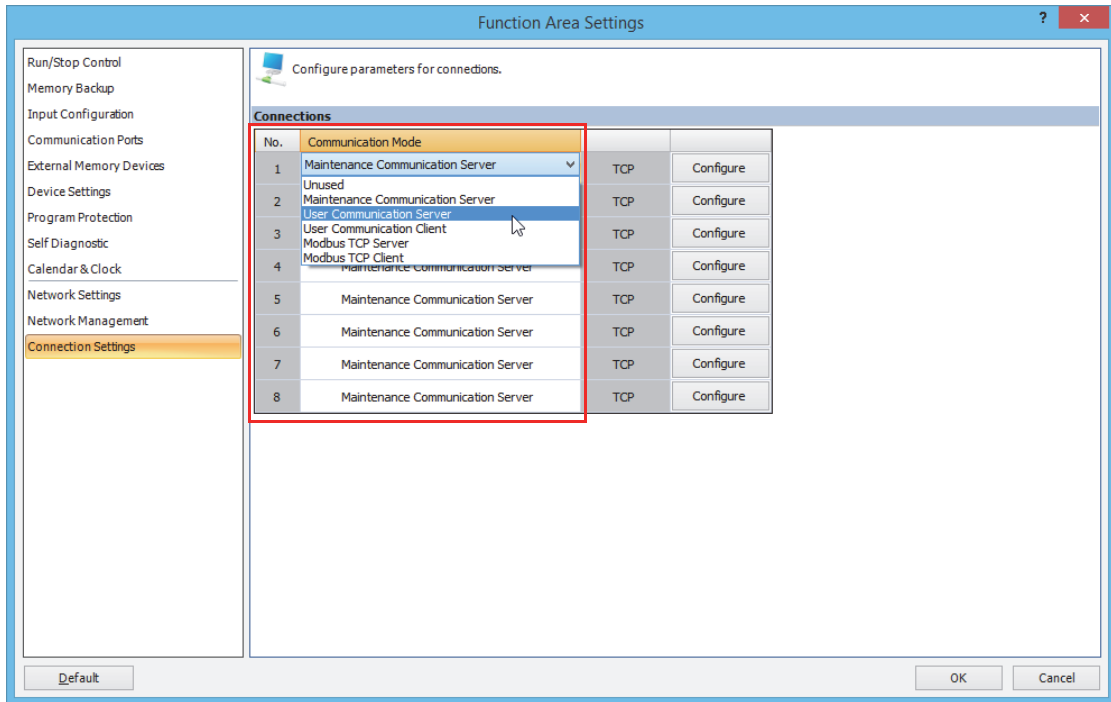 Function Area Settings
?
Run/Stop Control
Memory Backup
Input Configuration
Communication Ports
External Memory Devices
Device Settings
Program Protection
Self Diagnostic
Calendar & Clock
Network Settings
Network Management
Connection Settings
Configure parameters for connections.
Connections
No. Communication Mode
1 Maintenance Communication Server TCP Configure
Unused
Maintenance Communication Server
User Communication Server
User Communication Client
Modbus TCP Server
Modbus TCP Client
2 TCP Configure
3 TCP Configure
4 Maintenance Communication Server TCP Configure
5 Maintenance Communication Server TCP Configure
6 Maintenance Communication Server TCP Configure
7 Maintenance Communication Server TCP Configure
8 Maintenance Communication Server TCP Configure
Default OK Cancel